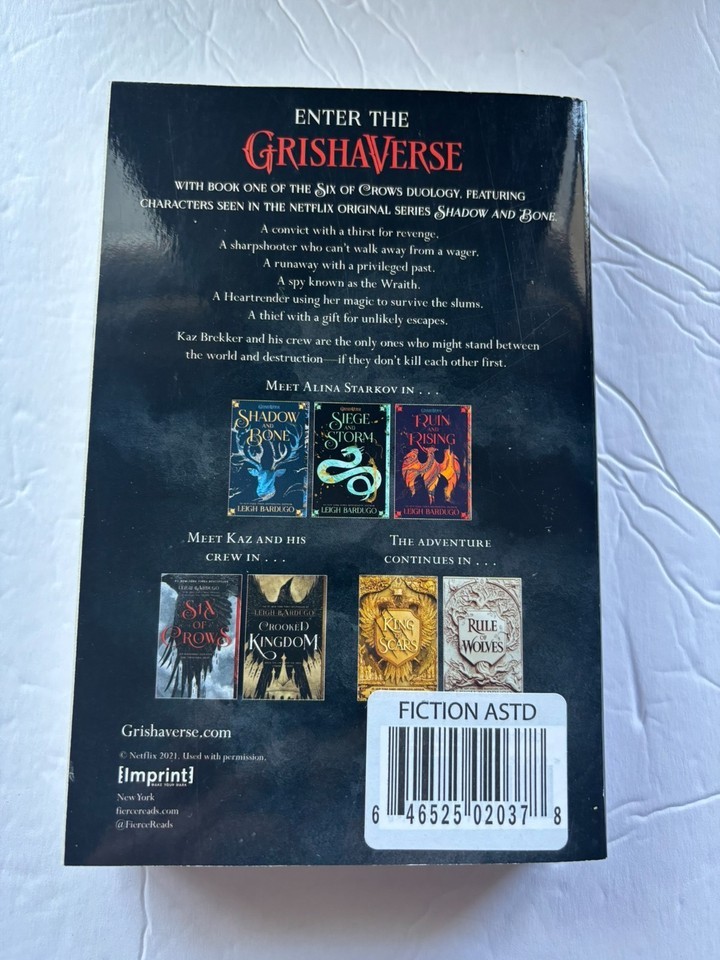 ENTER THE
GRISHAVERSE
WITH BOOK ONE OF THE SIX OF CROWS DUOLOGY, FEATURING
CHARACTERS SEEN IN THE NETFLIX ORIGINAL SERIES SHADOW AND BONE.
A convict with a thirst for revenge.
A sharpshooter who can't walk away from a wager.
A runaway with a privileged past.
A spy known as the Wraith.
A Heartrender using her magic to survive the slums.
A thief with a gift for unlikely escapes.
Kaz Brekker and his crew are the only ones who might stand between
the world and destruction—if they don't kill each other first.
MEET ALINA STARKOV IN . . .
SHADOW
AND
BONE
LEIGH BARDUGO
SIEGE
AND
STORM
LEIGH BARDUGO
RUIN
AND
RISING
LEIGH BARDUGO
MEET KAZ AND HIS
CREW IN . . .
LEIGH BARDUGO
SIX
OF
CROWS
LEIGH BARDUGO
CROOKED
KINGDOM
THE ADVENTURE
CONTINUES IN . . .
KING
OF
SCARS
RULE
OF
WOLVES
Grishaverse.com
© Netflix 2021. Used with permission.
[Imprint]
MAKE YOUR MARK
New York
fiercereads.com
@FierceReads
FICTION ASTD
6 46525 02037 8